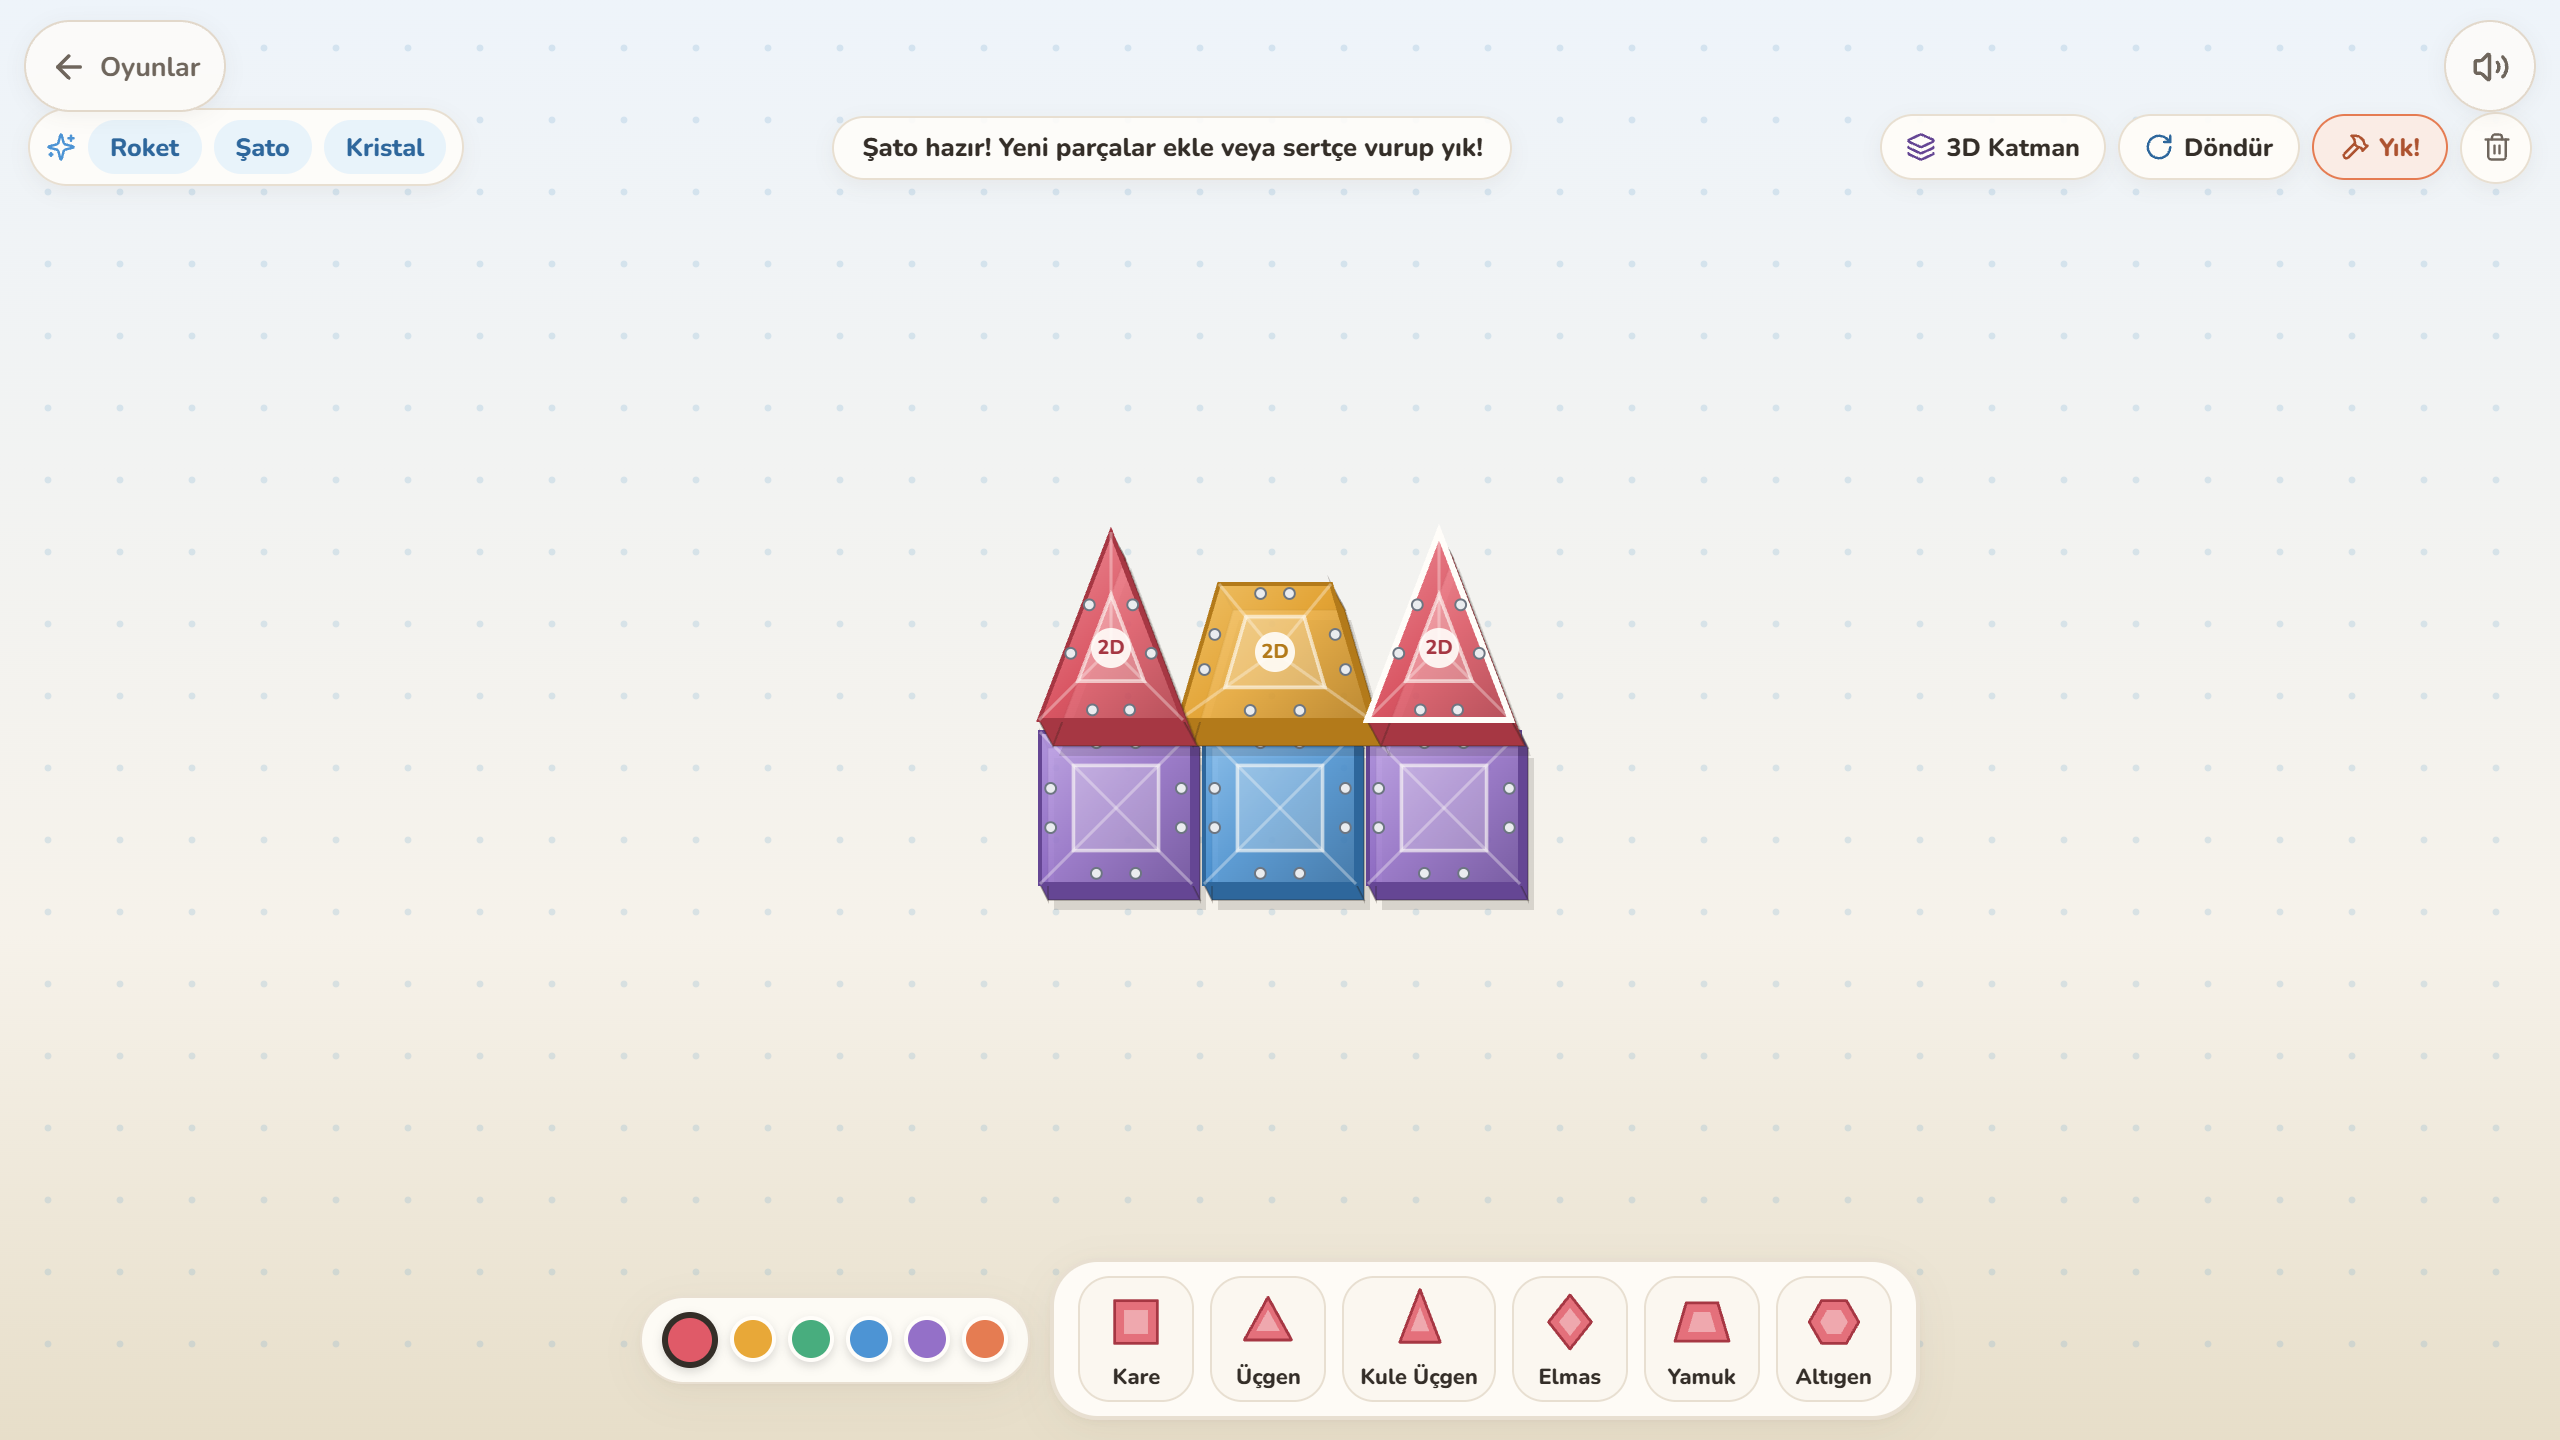 Oyunlar
Roket
Şato
Kristal
Şato hazır! Yeni parçalar ekle veya sertçe vurup yık!
3D Katman
Döndür
Yık!
2D
2D
2D
Kare
Üçgen
Kule Üçgen
Elmas
Yamuk
Altıgen